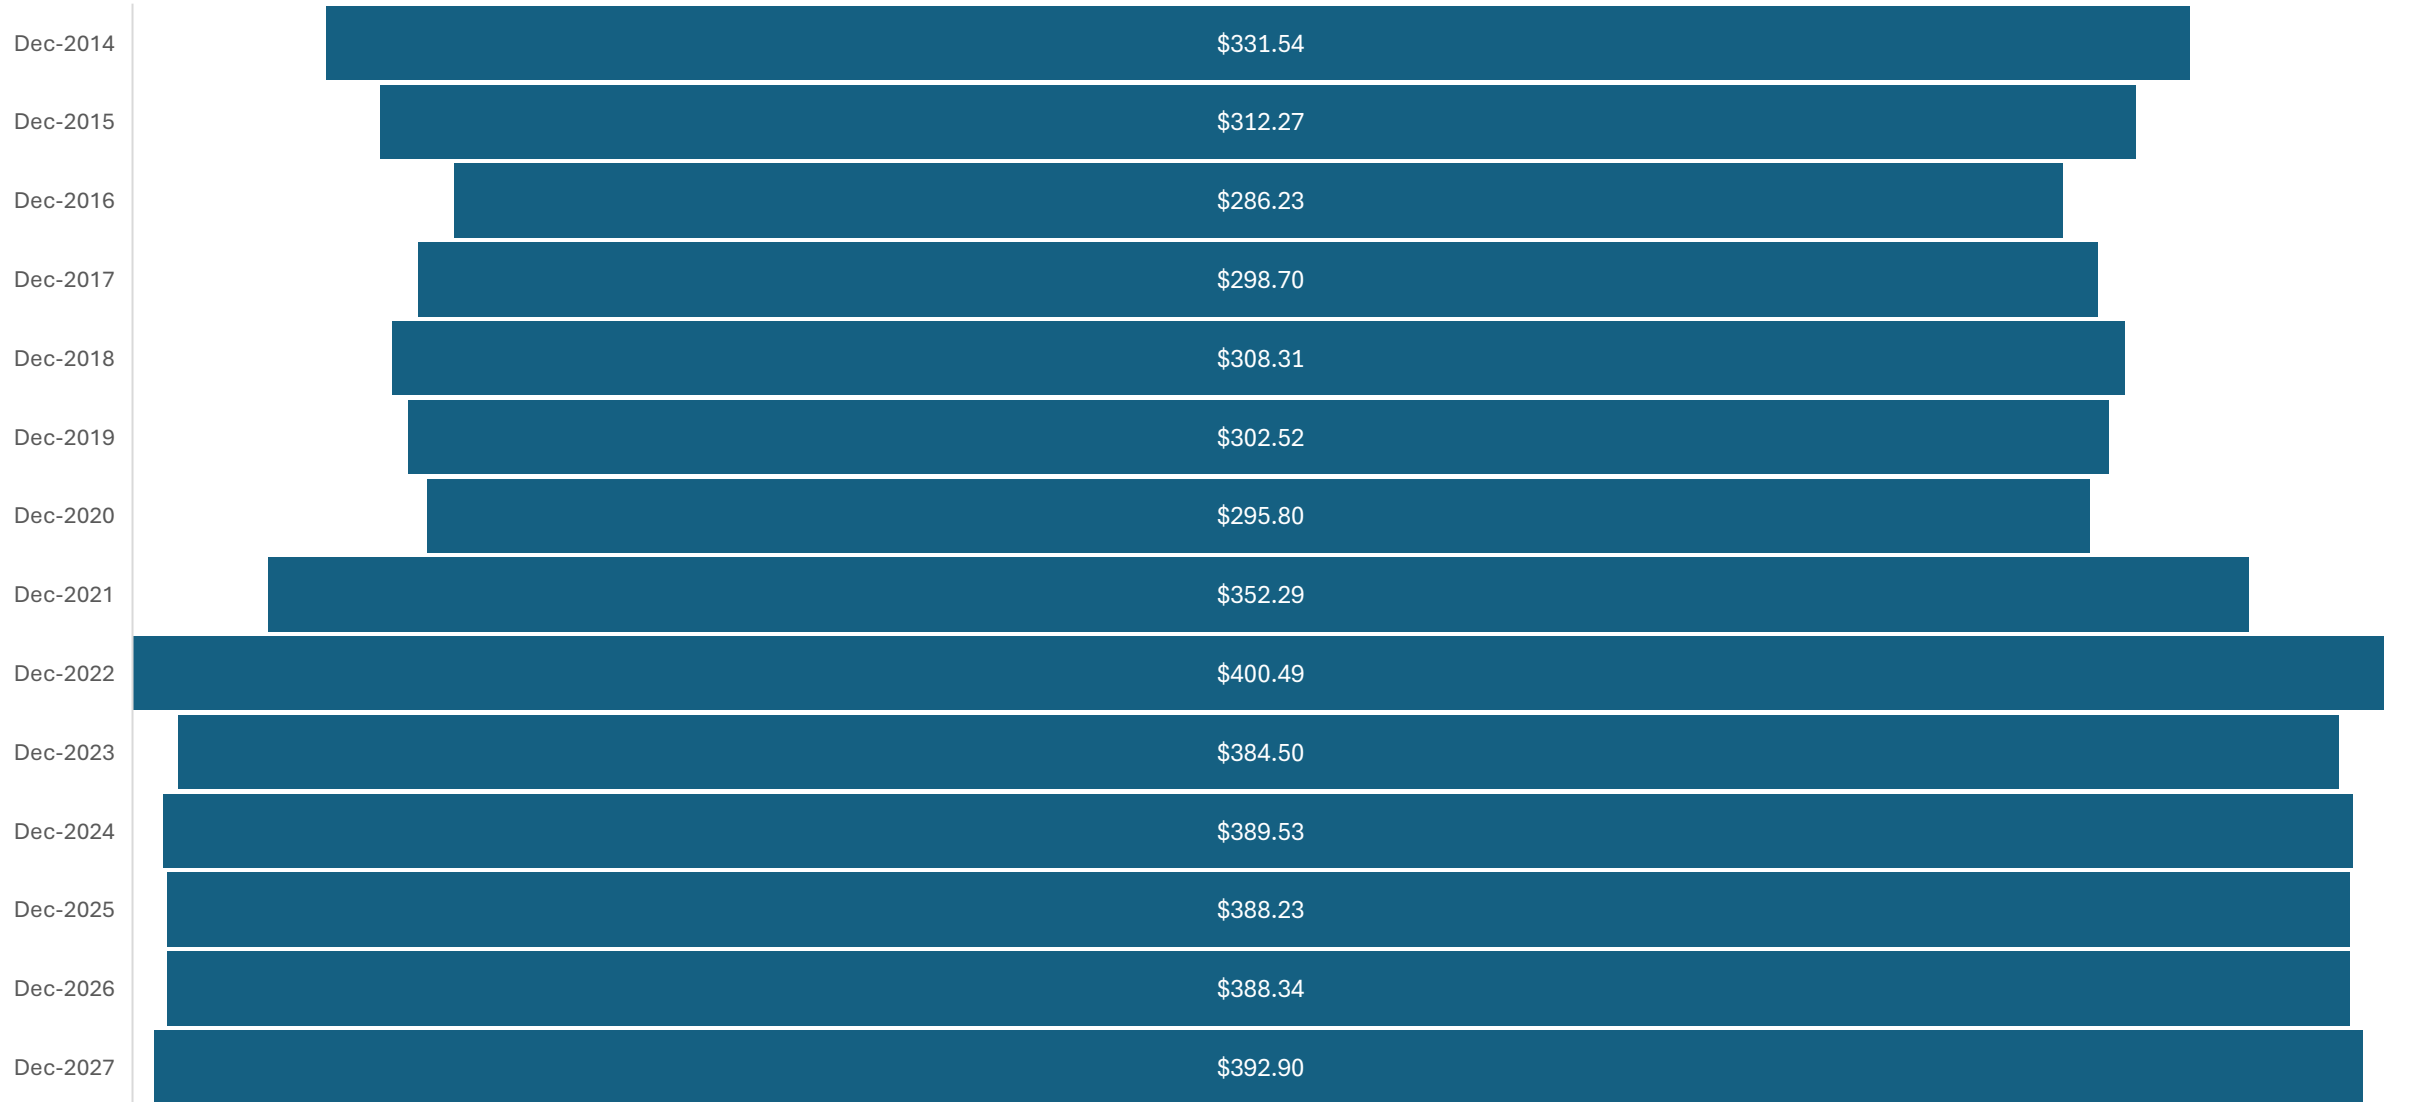 Dec-2014 $331.54
Dec-2015 $312.27
Dec-2016 $286.23
Dec-2017 $298.70
Dec-2018 $308.31
Dec-2019 $302.52
Dec-2020 $295.80
Dec-2021 $352.29
Dec-2022 $400.49
Dec-2023 $384.50
Dec-2024 $389.53
Dec-2025 $388.23
Dec-2026 $388.34
Dec-2027 $392.90